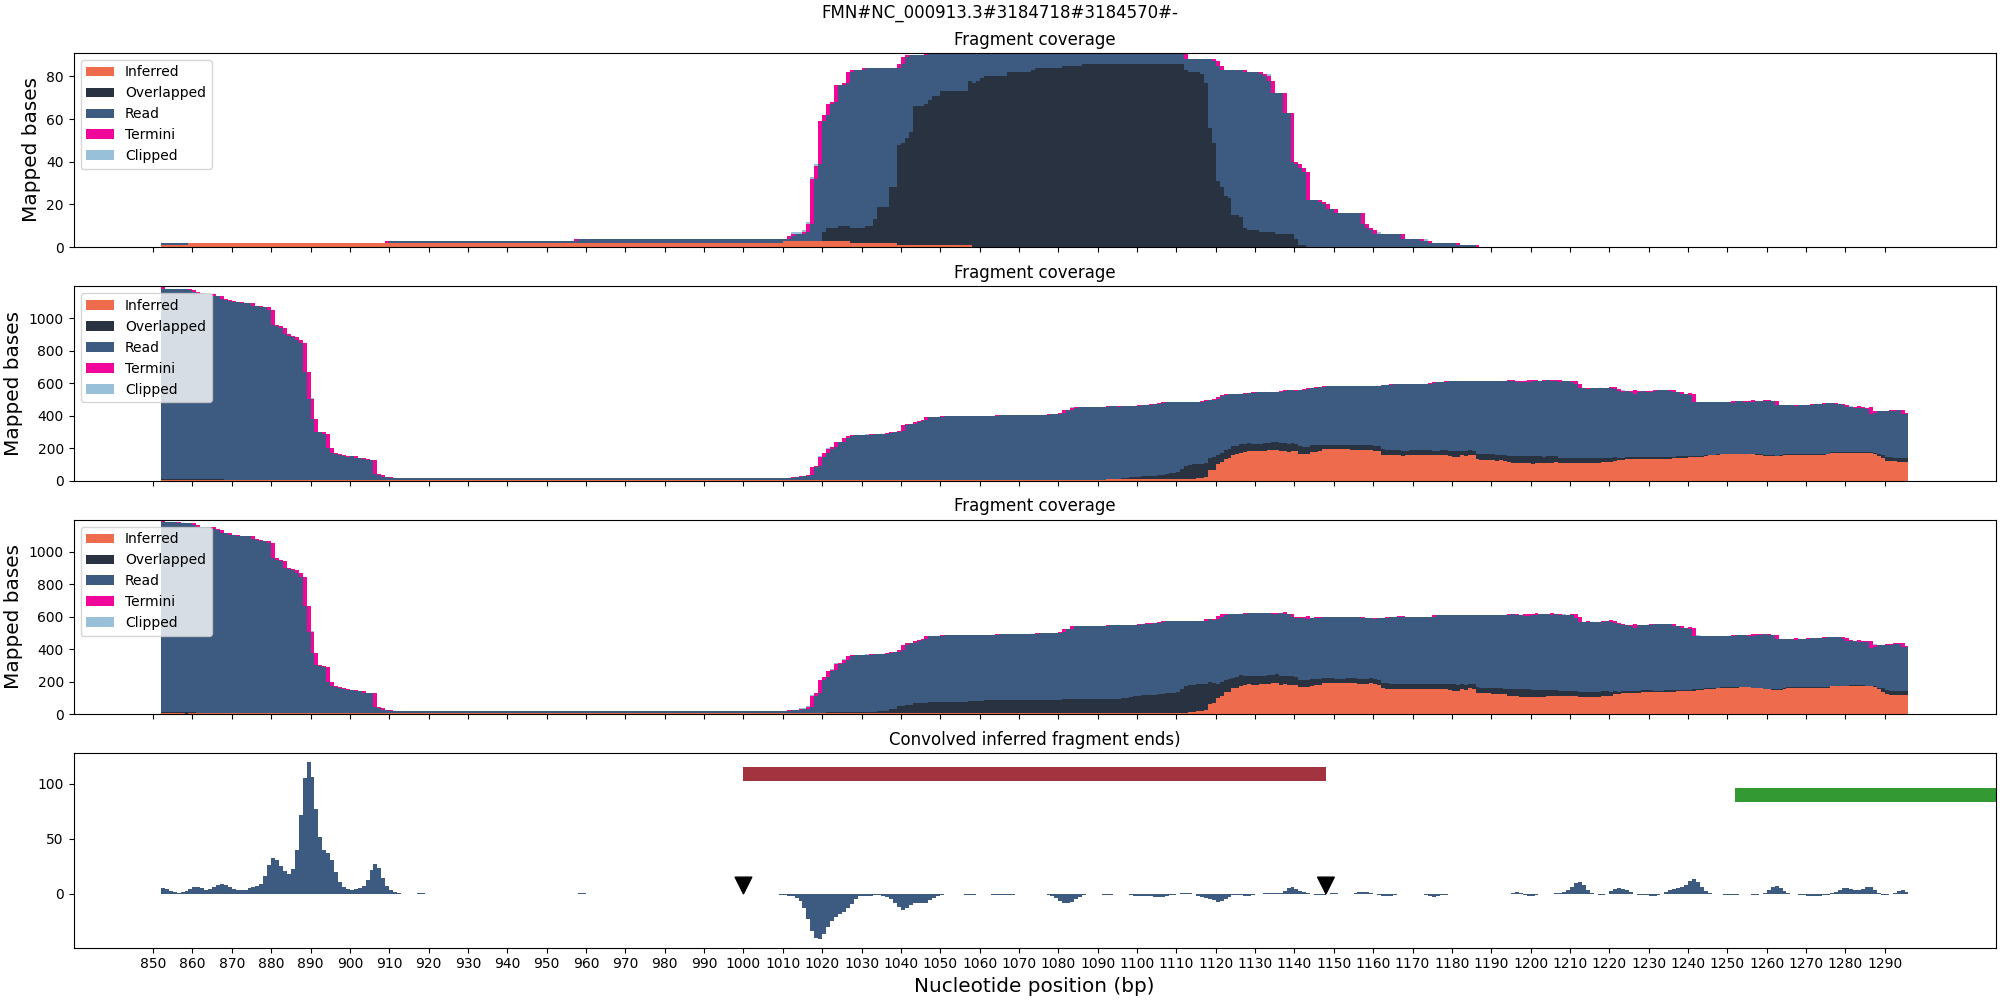 FMN#NC_000913.3#3184718#3184570#-
Fragment coverage
Mapped bases
80
60
40
20
0
Inferred
Overlapped
Read
Termini
Clipped
Fragment coverage
Mapped bases
1000
800
600
400
200
0
Inferred
Overlapped
Read
Termini
Clipped
Fragment coverage
Mapped bases
1000
800
600
400
200
0
Inferred
Overlapped
Read
Termini
Clipped
Convolved inferred fragment ends)
100
50
0
850 860 870 880 890 900 910 920 930 940 950 960 970 980 990 1000 1010 1020 1030 1040 1050 1060 1070 1080 1090 1100 1110 1120 1130 1140 1150 1160 1170 1180 1190 1200 1210 1220 1230 1240 1250 1260 1270 1280 1290
Nucleotide position (bp)